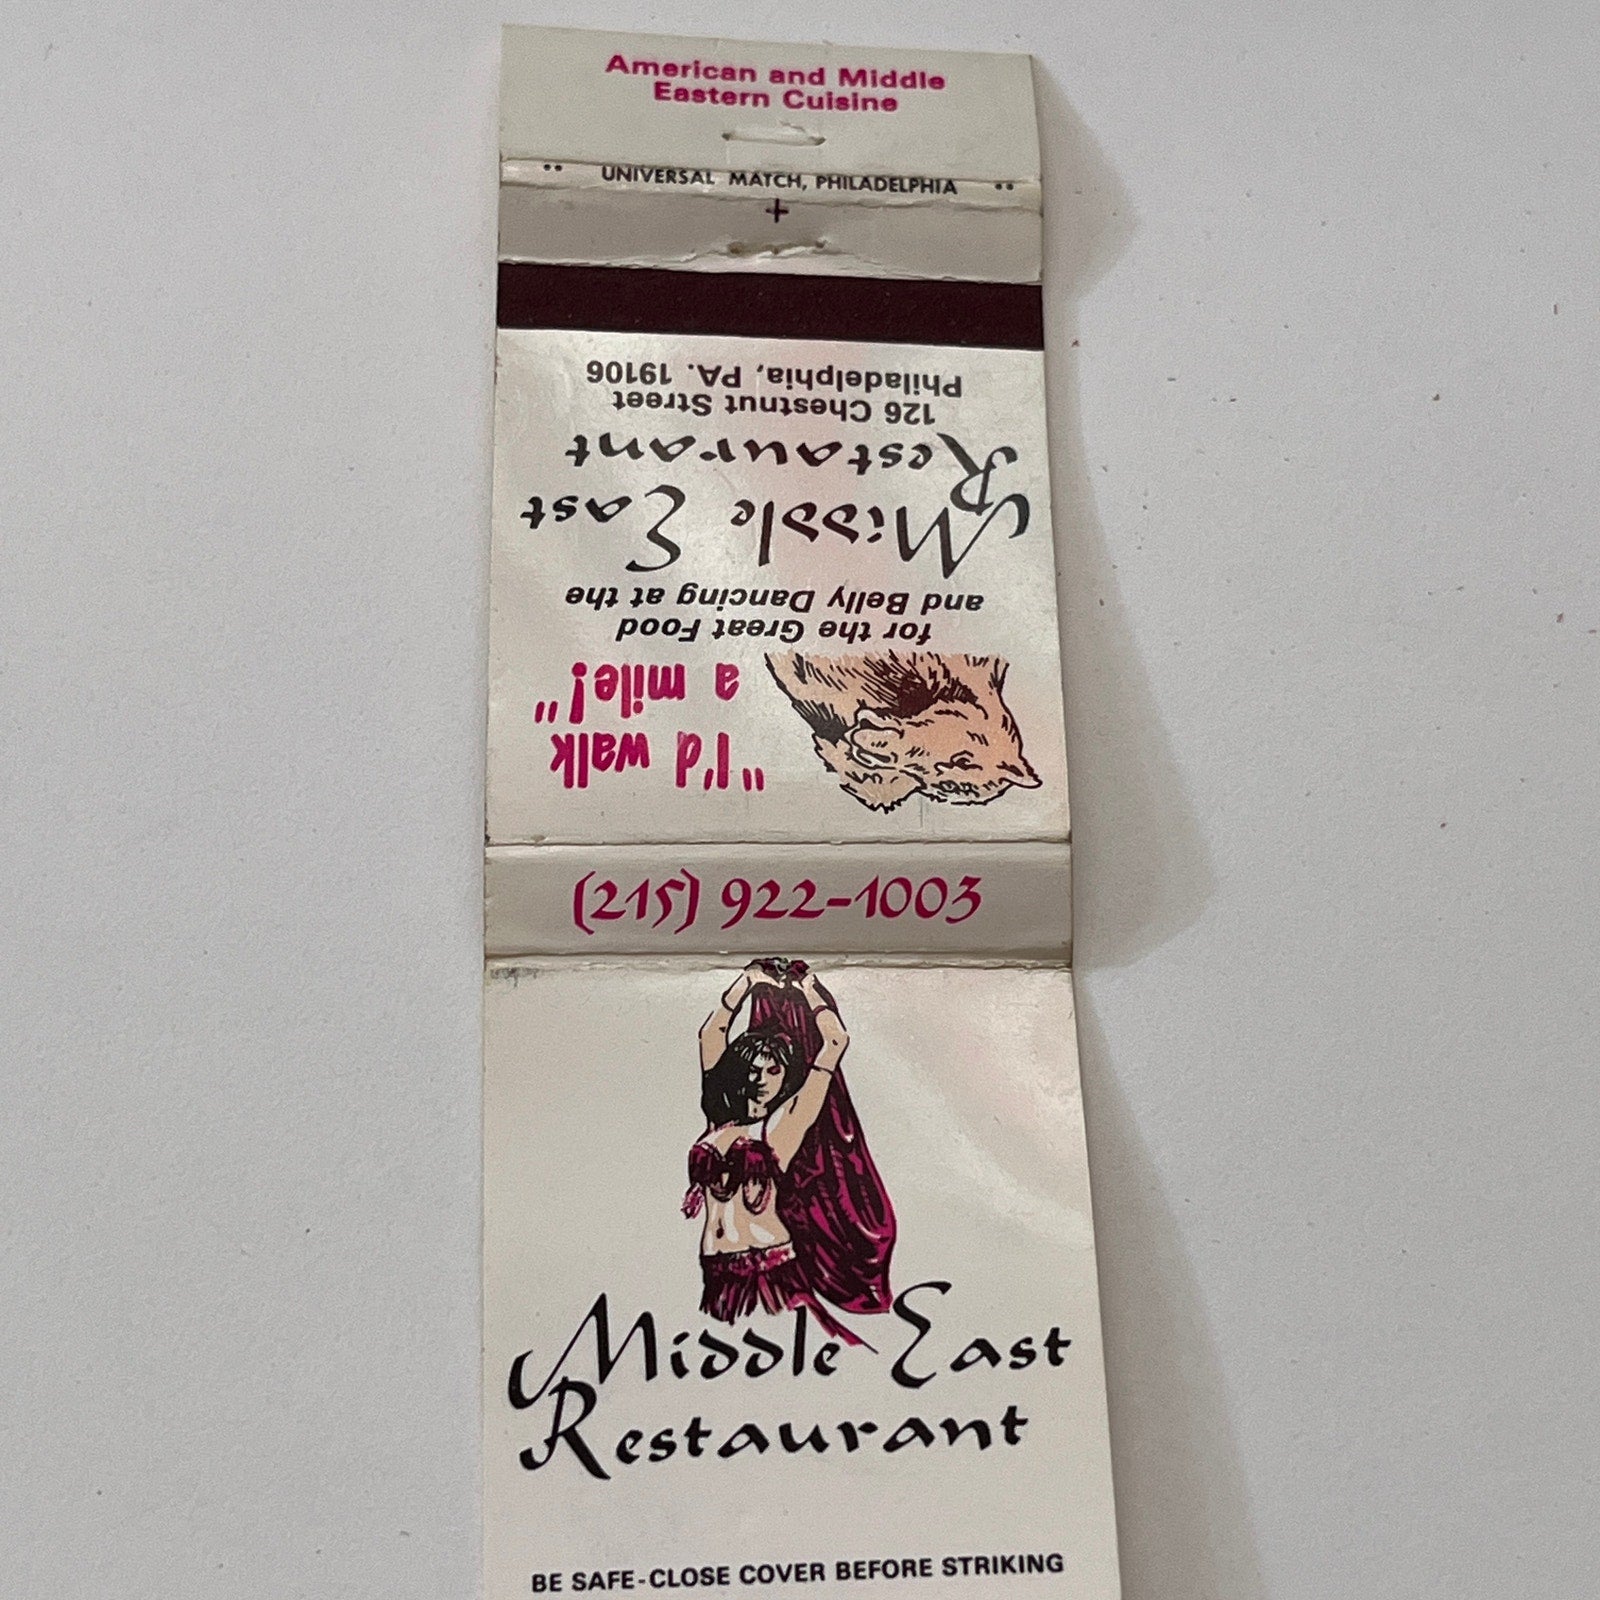 American and Middle
Eastern Cuisine
UNIVERSAL MATCH, PHILADELPHIA
"I'd walk
a mile!"
for the Great Food
and Belly Dancing at the
Middle East
Restaurant
126 Chestnut Street
Philadelphia, PA. 19106
(215) 922-1003
Middle East
Restaurant
BE SAFE-CLOSE COVER BEFORE STRIKING